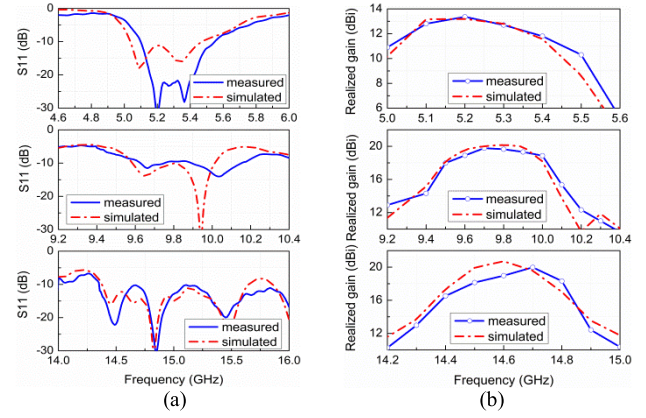 0
-10
-20
-30
S11 (dB)
measured
simulated
4.6 4.8 5.0 5.2 5.4 5.6 5.8 6.0
14
12
10
8
6
Realized gain (dBi)
measured
simulated
5.0 5.1 5.2 5.3 5.4 5.5 5.6
0
-10
-20
-30
S11 (dB)
measured
simulated
9.2 9.4 9.6 9.8 10.0 10.2 10.4
20
16
12
Realized gain (dBi)
measured
simulated
9.2 9.4 9.6 9.8 10.0 10.2 10.4
0
-10
-20
-30
S11 (dB)
measured
simulated
14.0 14.5 15.0 15.5 16.0
Frequency (GHz)
20
16
12
Realized gain (dBi)
measured
simulated
14.2 14.4 14.6 14.8 15.0
Frequency (GHz)
(a)
(b)